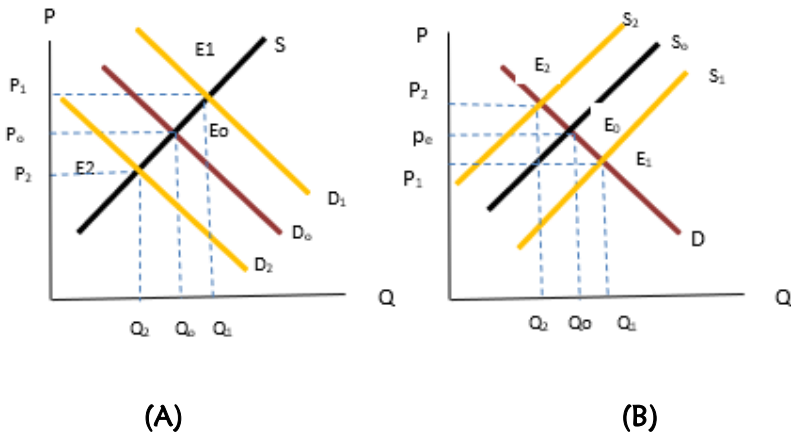 P
E1
S
P₁
Pₒ
Eo
P₂
E2
D₁
Dₒ
D₂
Q
Q₂ Qₒ Q₁
(A)
P
S₂
Sₒ
E₂
S₁
P₂
pe
E₀
E₁
P₁
D
Q
Q₂ Qo Q₁
(B)